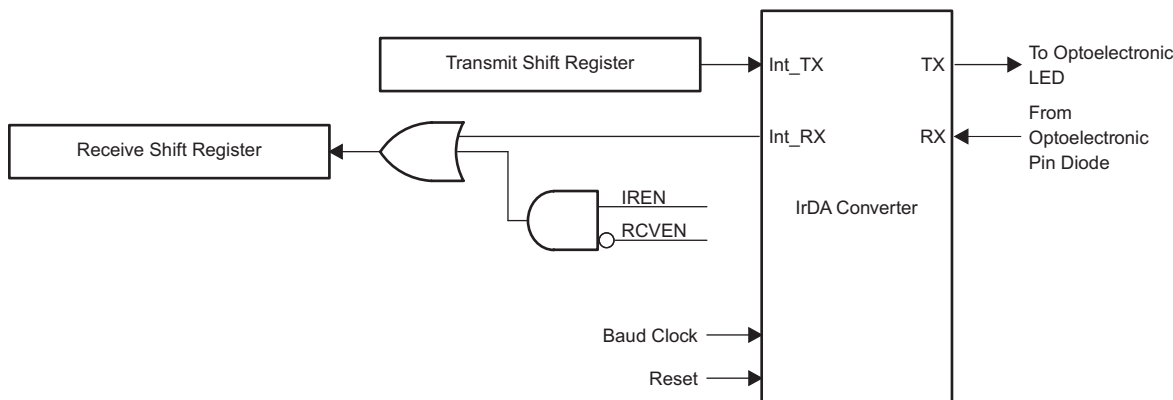 Transmit Shift Register
Int_TX
TX
To Optoelectronic
LED
Receive Shift Register
Int_RX
RX
From
Optoelectronic
Pin Diode
IREN
RCVEN
IrDA Converter
Baud Clock
Reset